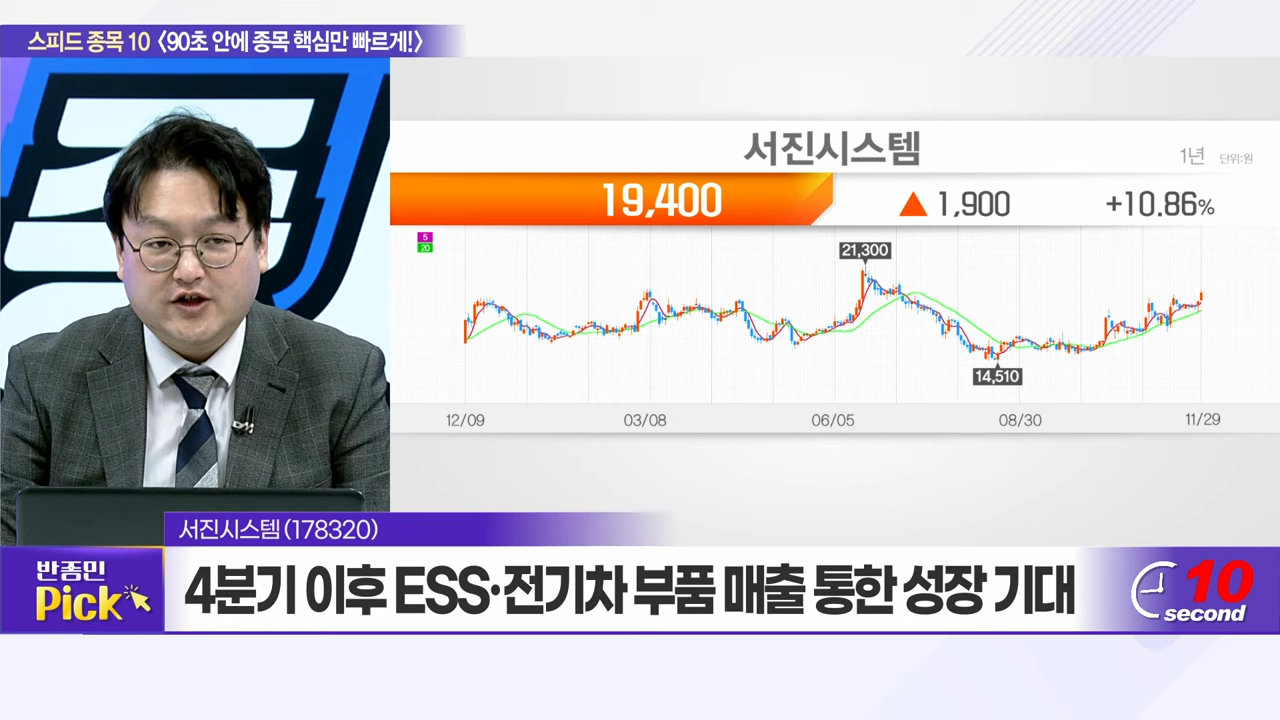 스피드 종목 10 〈90초 안에 종목 핵심만 빠르게!〉
서진시스템
1년 단위:원
19,400 ▲ 1,900 +10.86%
5
20
21,300
14,510
12/09 03/08 06/05 08/30 11/29
서진시스템(178320)
반종민
Pick
4분기 이후 ESS·전기차 부품 매출 통한 성장 기대
10
second